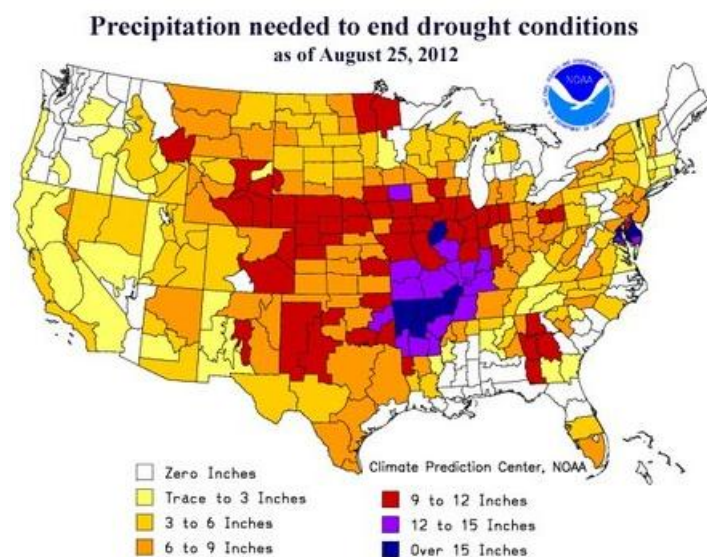 Precipitation needed to end drought conditions
as of August 25, 2012
NOAA
Climate Prediction Center, NOAA
Zero Inches
Trace to 3 Inches
3 to 6 Inches
6 to 9 Inches
9 to 12 Inches
12 to 15 Inches
Over 15 Inches